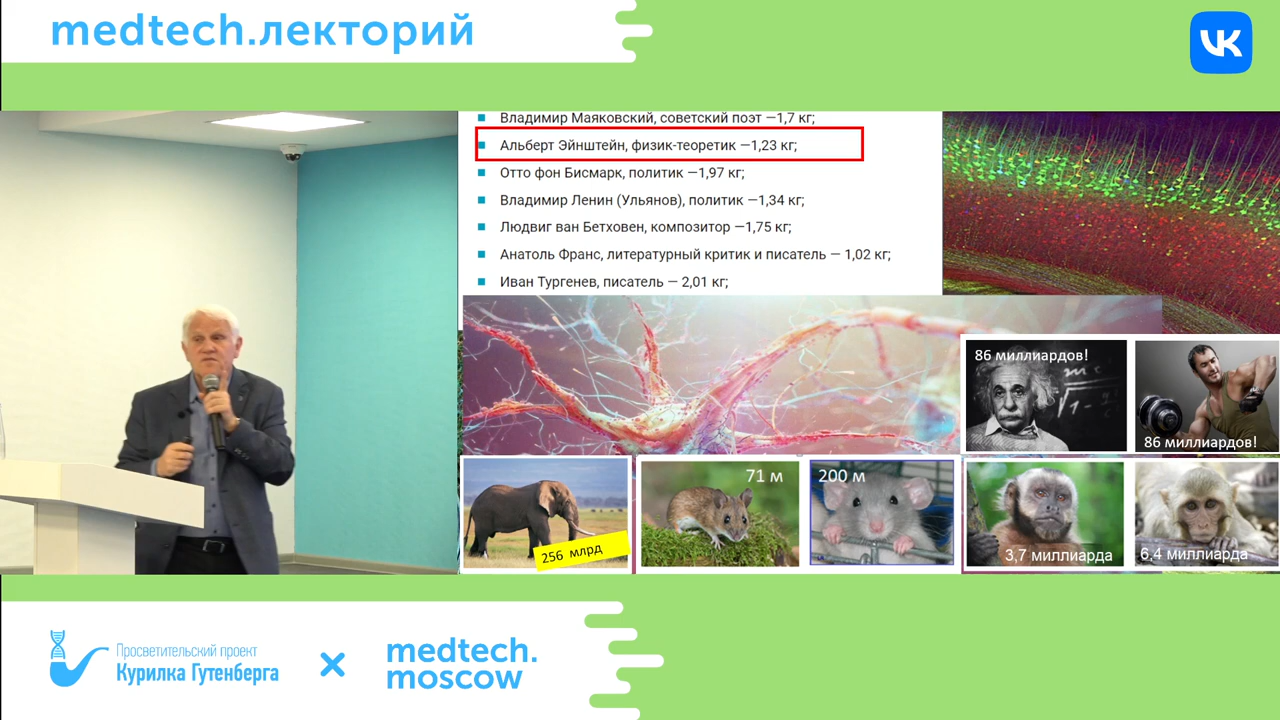 medtech.лекторий
VK
Владимир Маяковский, советский поэт —1,7 кг;
Альберт Эйнштейн, физик-теоретик —1,23 кг;
Отто фон Бисмарк, политик —1,97 кг;
Владимир Ленин (Ульянов), политик —1,34 кг;
Людвиг ван Бетховен, композитор —1,75 кг;
Анатоль Франс, литературный критик и писатель — 1,02 кг;
Иван Тургенев, писатель — 2,01 кг;
86 миллиардов!
86 миллиардов!
256 млрд
71 м
200 м
3,7 миллиарда
6,4 миллиарда
Просветительский проект
Курилка Гутенберга
×
medtech.
moscow